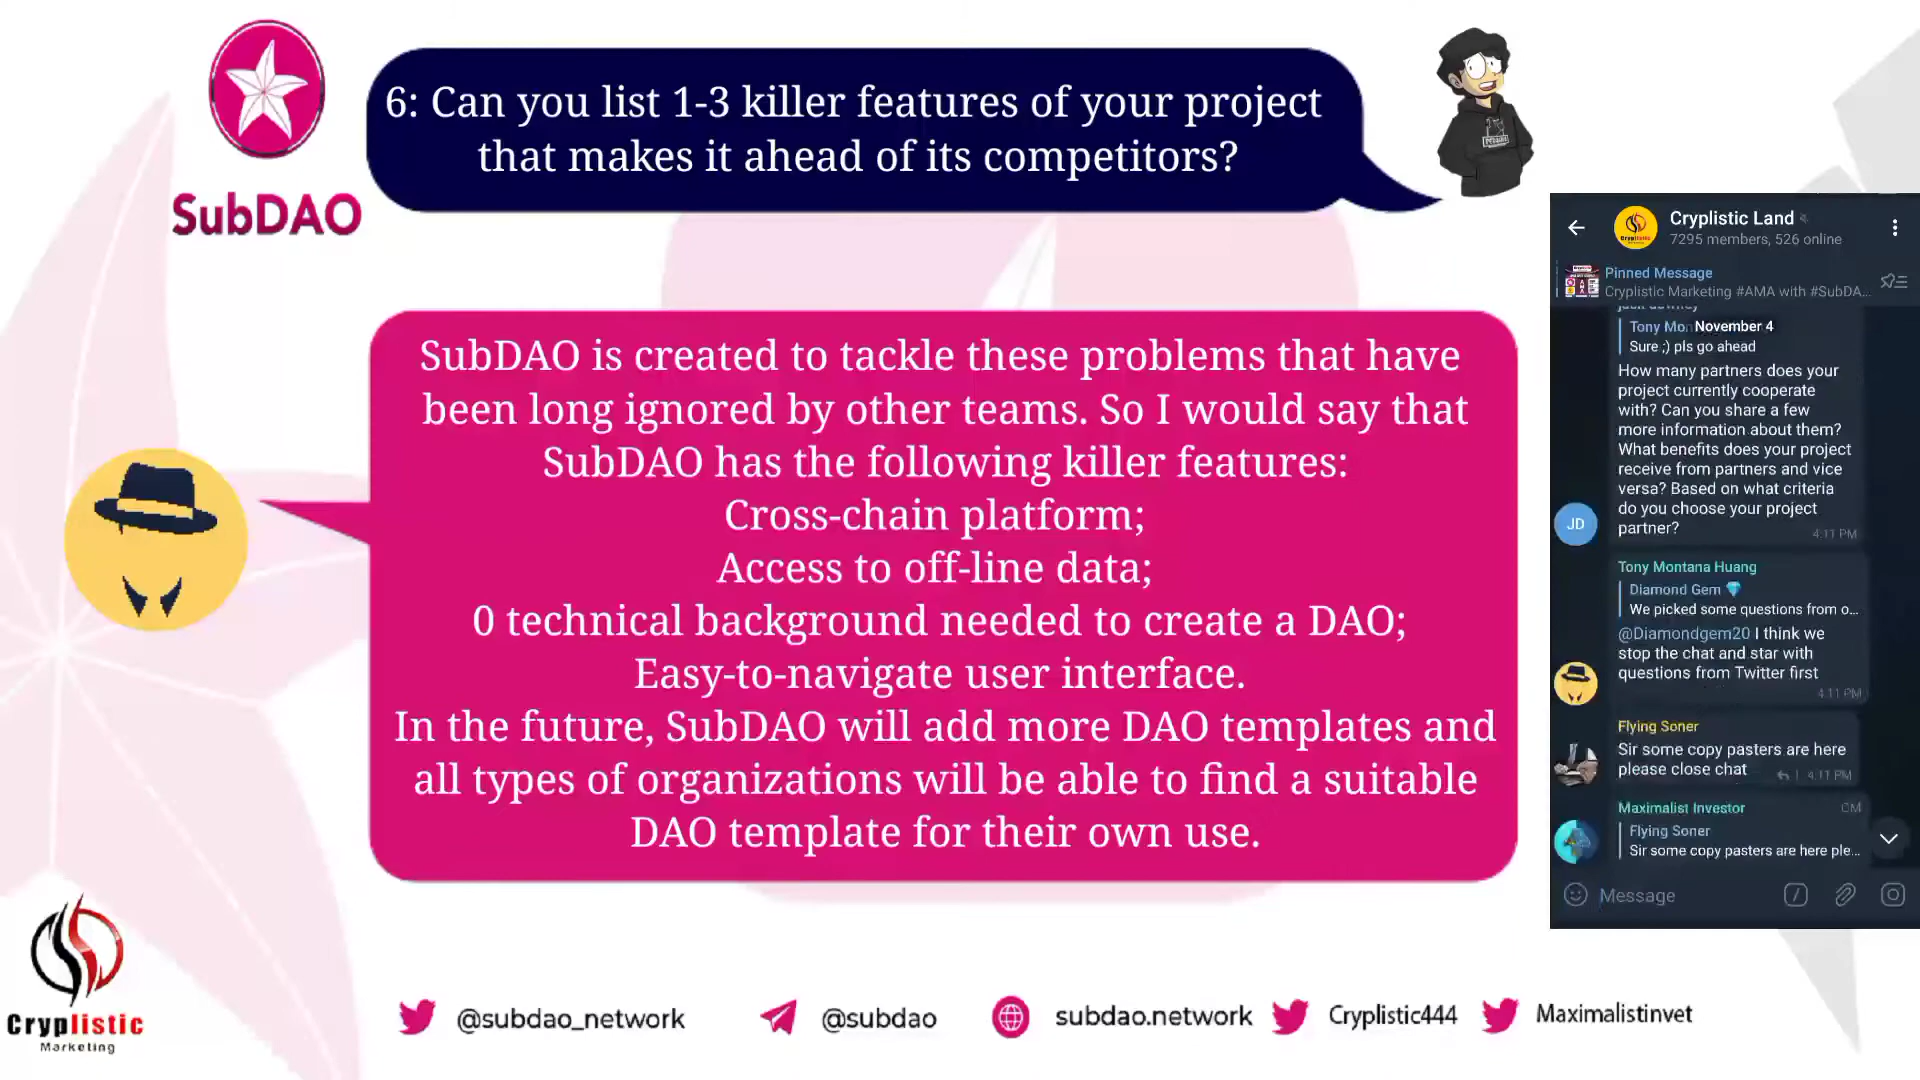 SubDAO
6: Can you list 1-3 killer features of your project
that makes it ahead of its competitors?
SubDAO is created to tackle these problems that have
been long ignored by other teams. So I would say that
SubDAO has the following killer features:
Cross-chain platform;
Access to off-line data;
0 technical background needed to create a DAO;
Easy-to-navigate user interface.
In the future, SubDAO will add more DAO templates and
all types of organizations will be able to find a suitable
DAO template for their own use.
Cryplistic Land
7295 members, 526 online
Pinned Message
Cryplistic Marketing #AMA with #SubDA...
November 4
Tony Mon
Sure ;) pls go ahead
How many partners does your
project currently cooperate
with? Can you share a few
more information about them?
What benefits does your project
receive from partners and vice
versa? Based on what criteria
do you choose your project
partner?
4:11 PM
JD
Tony Montana Huang
Diamond Gem
We picked some questions from o...
@Diamondgem20 I think we
stop the chat and star with
questions from Twitter first
4:11 PM
Flying Soner
Sir some copy pasters are here
please close chat
4:11 PM
Maximalist Investor
CM
Flying Soner
Sir some copy pasters are here ple...
Message
Cryplistic
Marketing
@subdao_network
@subdao
subdao.network
Cryplistic444
Maximalistinvet